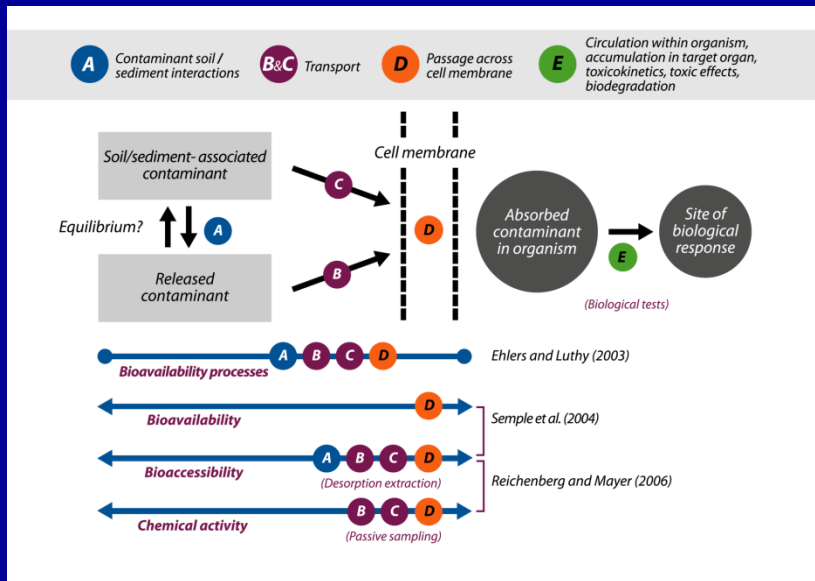 A
Contaminant soil /
sediment interactions
B&C
Transport
D
Passage across
cell membrane
E
Circulation within organism,
accumulation in target organ,
toxicokinetics, toxic effects,
biodegradation
Soil/sediment- associated
contaminant
C
Cell membrane
Equilibrium?
A
D
Absorbed
contaminant
in organism
E
Site of
biological
response
Released
contaminant
B
(Biological tests)
A B C D
Bioavailability processes
Ehlers and Luthy (2003)
D
Bioavailability
Semple et al. (2004)
A B C D
Bioaccessibility
(Desorption extraction)
Reichenberg and Mayer (2006)
B C D
Chemical activity
(Passive sampling)